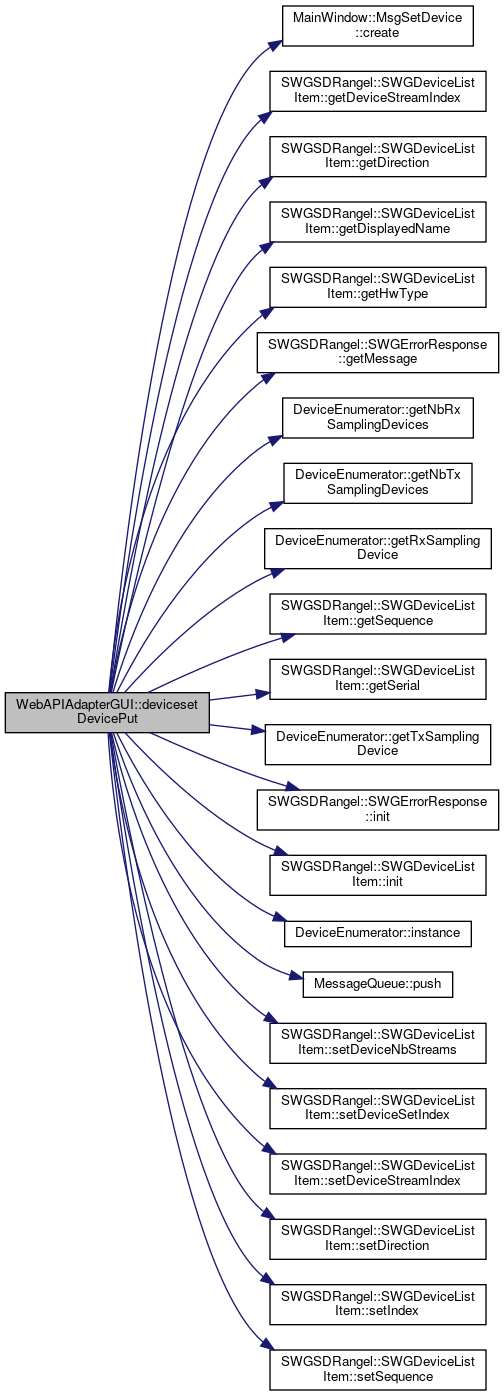 MainWindow::MsgSetDevice
::create
SWGSDRangel::SWGDeviceList
Item::getDeviceStreamIndex
SWGSDRangel::SWGDeviceList
Item::getDirection
SWGSDRangel::SWGDeviceList
Item::getDisplayedName
SWGSDRangel::SWGDeviceList
Item::getHwType
SWGSDRangel::SWGErrorResponse
::getMessage
DeviceEnumerator::getNbRx
SamplingDevices
DeviceEnumerator::getNbTx
SamplingDevices
DeviceEnumerator::getRxSampling
Device
SWGSDRangel::SWGDeviceList
Item::getSequence
SWGSDRangel::SWGDeviceList
Item::getSerial
WebAPIAdapterGUI::deviceset
DevicePut
DeviceEnumerator::getTxSampling
Device
SWGSDRangel::SWGErrorResponse
::init
SWGSDRangel::SWGDeviceList
Item::init
DeviceEnumerator::instance
MessageQueue::push
SWGSDRangel::SWGDeviceList
Item::setDeviceNbStreams
SWGSDRangel::SWGDeviceList
Item::setDeviceSetIndex
SWGSDRangel::SWGDeviceList
Item::setDeviceStreamIndex
SWGSDRangel::SWGDeviceList
Item::setDirection
SWGSDRangel::SWGDeviceList
Item::setIndex
SWGSDRangel::SWGDeviceList
Item::setSequence